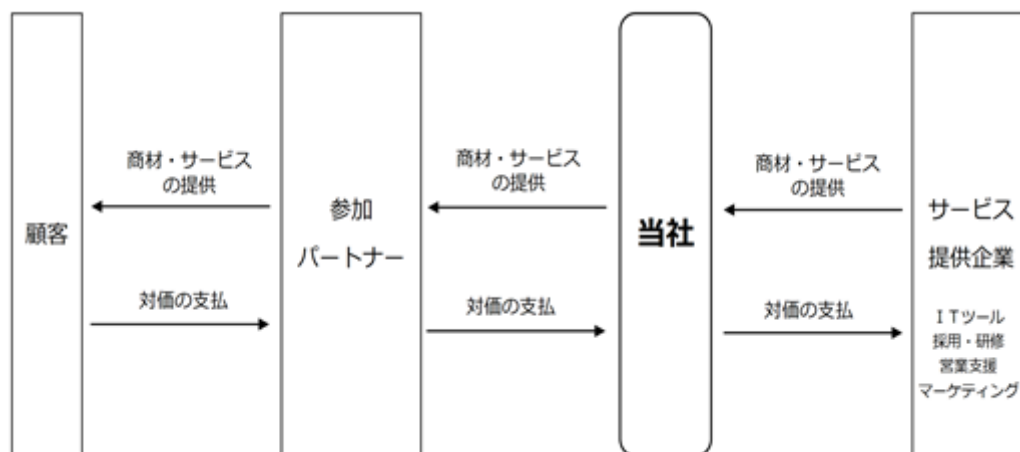 顧客
商材・サービス
の提供
対価の支払
参加
パートナー
商材・サービス
の提供
対価の支払
当社
商材・サービス
の提供
対価の支払
サービス
提供企業
ＩＴツール
採用・研修
営業支援
マーケティング